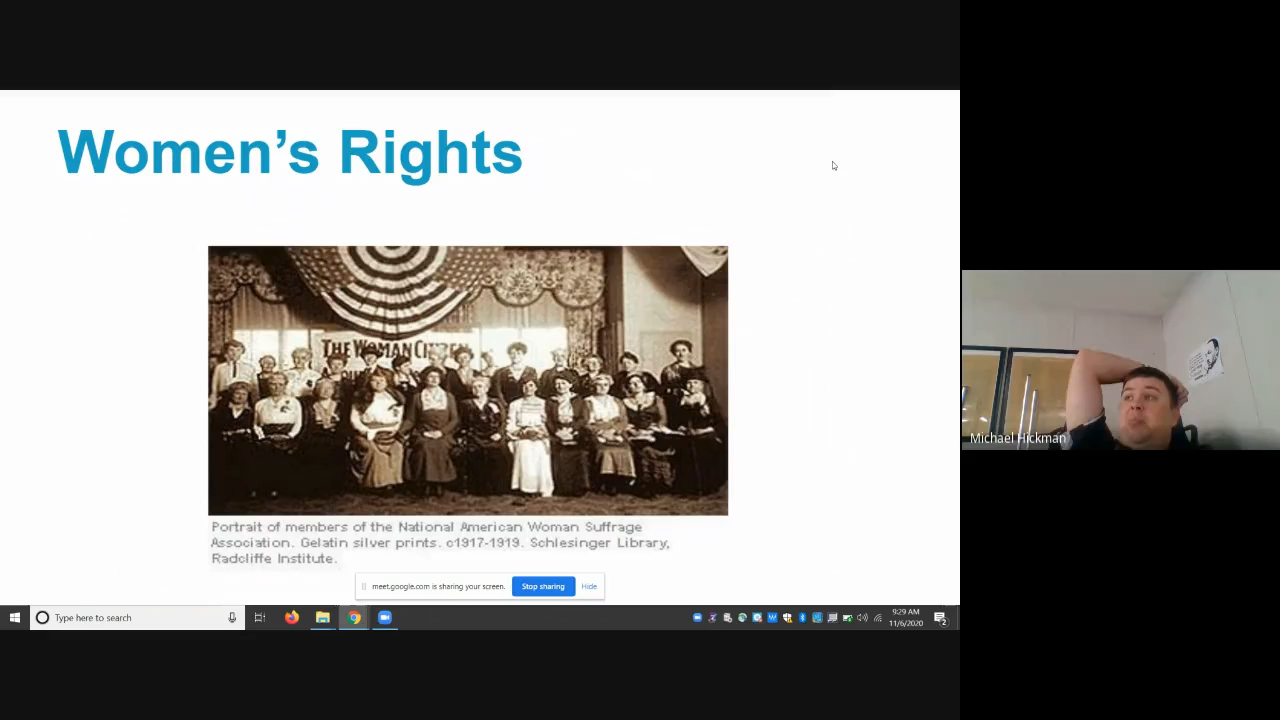 Women’s Rights
THE WOMAN CITIZEN
Portrait of members of the National American Woman Suffrage
Association. Gelatin silver prints. c1917-1919. Schlesinger Library,
Radcliffe Institute.
meet.google.com is sharing your screen. Stop sharing Hide
Type here to search
9:29 AM
11/6/2020
2
Michael Hickman